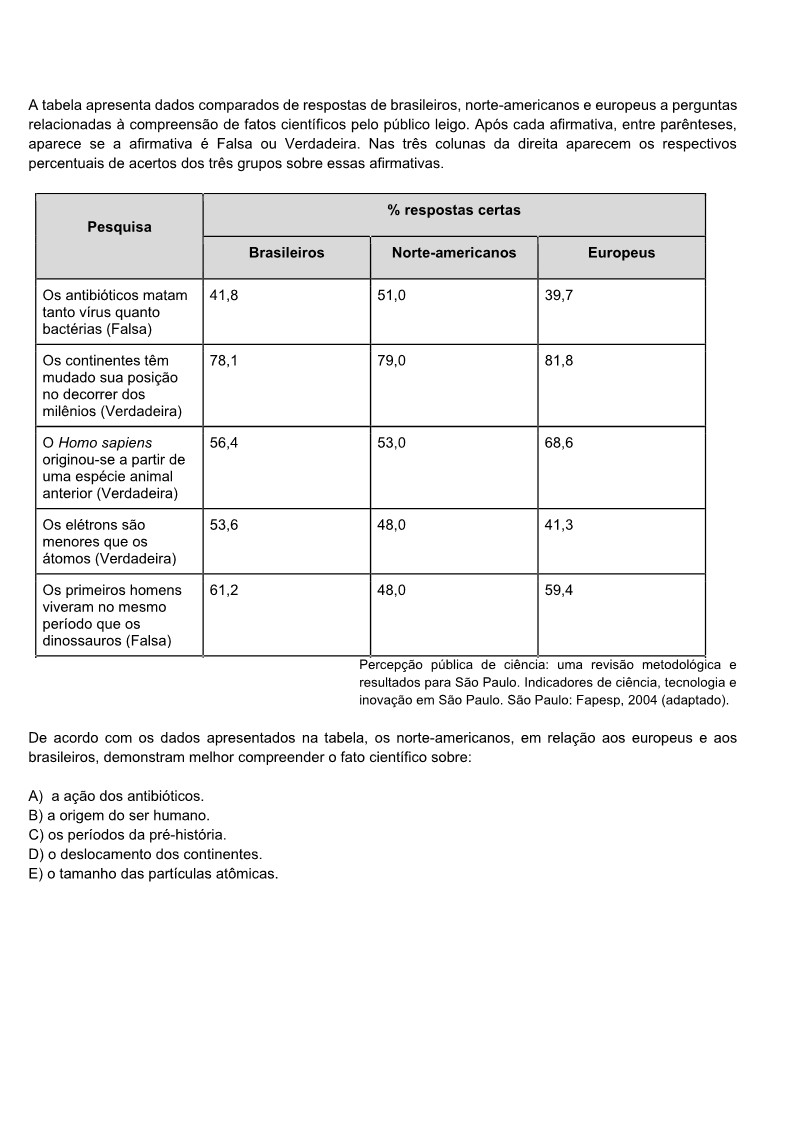 A tabela apresenta dados comparados de respostas de brasileiros, norte-americanos e europeus a perguntas
relacionadas à compreensão de fatos científicos pelo público leigo. Após cada afirmativa, entre parênteses,
aparece se a afirmativa é Falsa ou Verdadeira. Nas três colunas da direita aparecem os respectivos
percentuais de acertos dos três grupos sobre essas afirmativas.
Pesquisa
% respostas certas
Brasileiros
Norte-americanos
Europeus
Os antibióticos matam
tanto vírus quanto
bactérias (Falsa)
41,8
51,0
39,7
Os continentes têm
mudado sua posição
no decorrer dos
milênios (Verdadeira)
78,1
79,0
81,8
O Homo sapiens
originou-se a partir de
uma espécie animal
anterior (Verdadeira)
56,4
53,0
68,6
Os elétrons são
menores que os
átomos (Verdadeira)
53,6
48,0
41,3
Os primeiros homens
viveram no mesmo
período que os
dinossauros (Falsa)
61,2
48,0
59,4
Percepção pública de ciência: uma revisão metodológica e
resultados para São Paulo. Indicadores de ciência, tecnologia e
inovação em São Paulo. São Paulo: Fapesp, 2004 (adaptado).
De acordo com os dados apresentados na tabela, os norte-americanos, em relação aos europeus e aos
brasileiros, demonstram melhor compreender o fato científico sobre:
A) a ação dos antibióticos.
B) a origem do ser humano.
C) os períodos da pré-história.
D) o deslocamento dos continentes.
E) o tamanho das partículas atômicas.